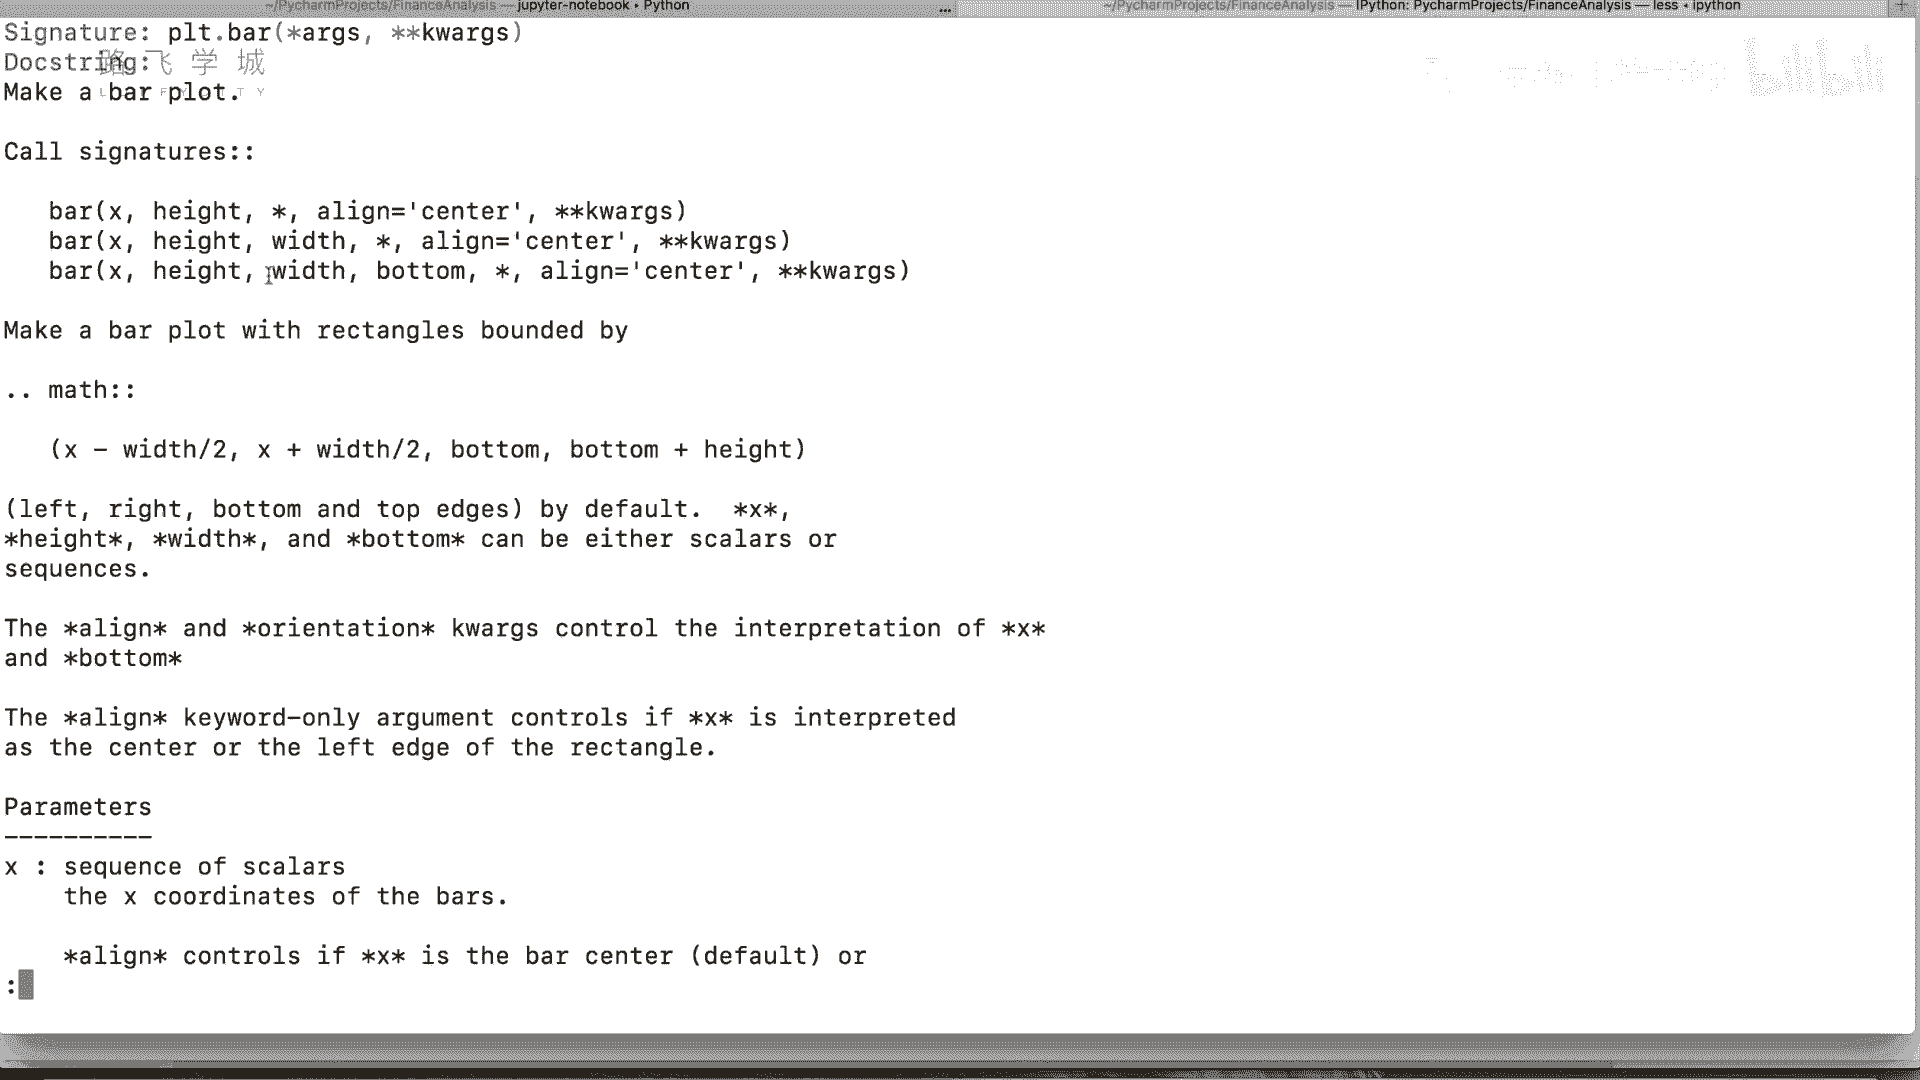 ~/PycharmProjects/FinanceAnalysis — jupyter-notebook • Python
...
~/PycharmProjects/FinanceAnalysis — IPython: PycharmProjects/FinanceAnalysis — less • ipython
+
Signature: plt.bar(*args, **kwargs)
路飞学城
Docstring:
Make a bar plot.
bilibili
Call signatures::
bar(x, height, *, align='center', **kwargs)
bar(x, height, width, *, align='center', **kwargs)
bar(x, height, width, bottom, *, align='center', **kwargs)
Make a bar plot with rectangles bounded by
.. math::
(x - width/2, x + width/2, bottom, bottom + height)
(left, right, bottom and top edges) by default.  *x*,
*height*, *width*, and *bottom* can be either scalars or
sequences.
The *align* and *orientation* kwargs control the interpretation of *x*
and *bottom*
The *align* keyword-only argument controls if *x* is interpreted
as the center or the left edge of the rectangle.
Parameters
----------
x : sequence of scalars
the x coordinates of the bars.
*align* controls if *x* is the bar center (default) or
: